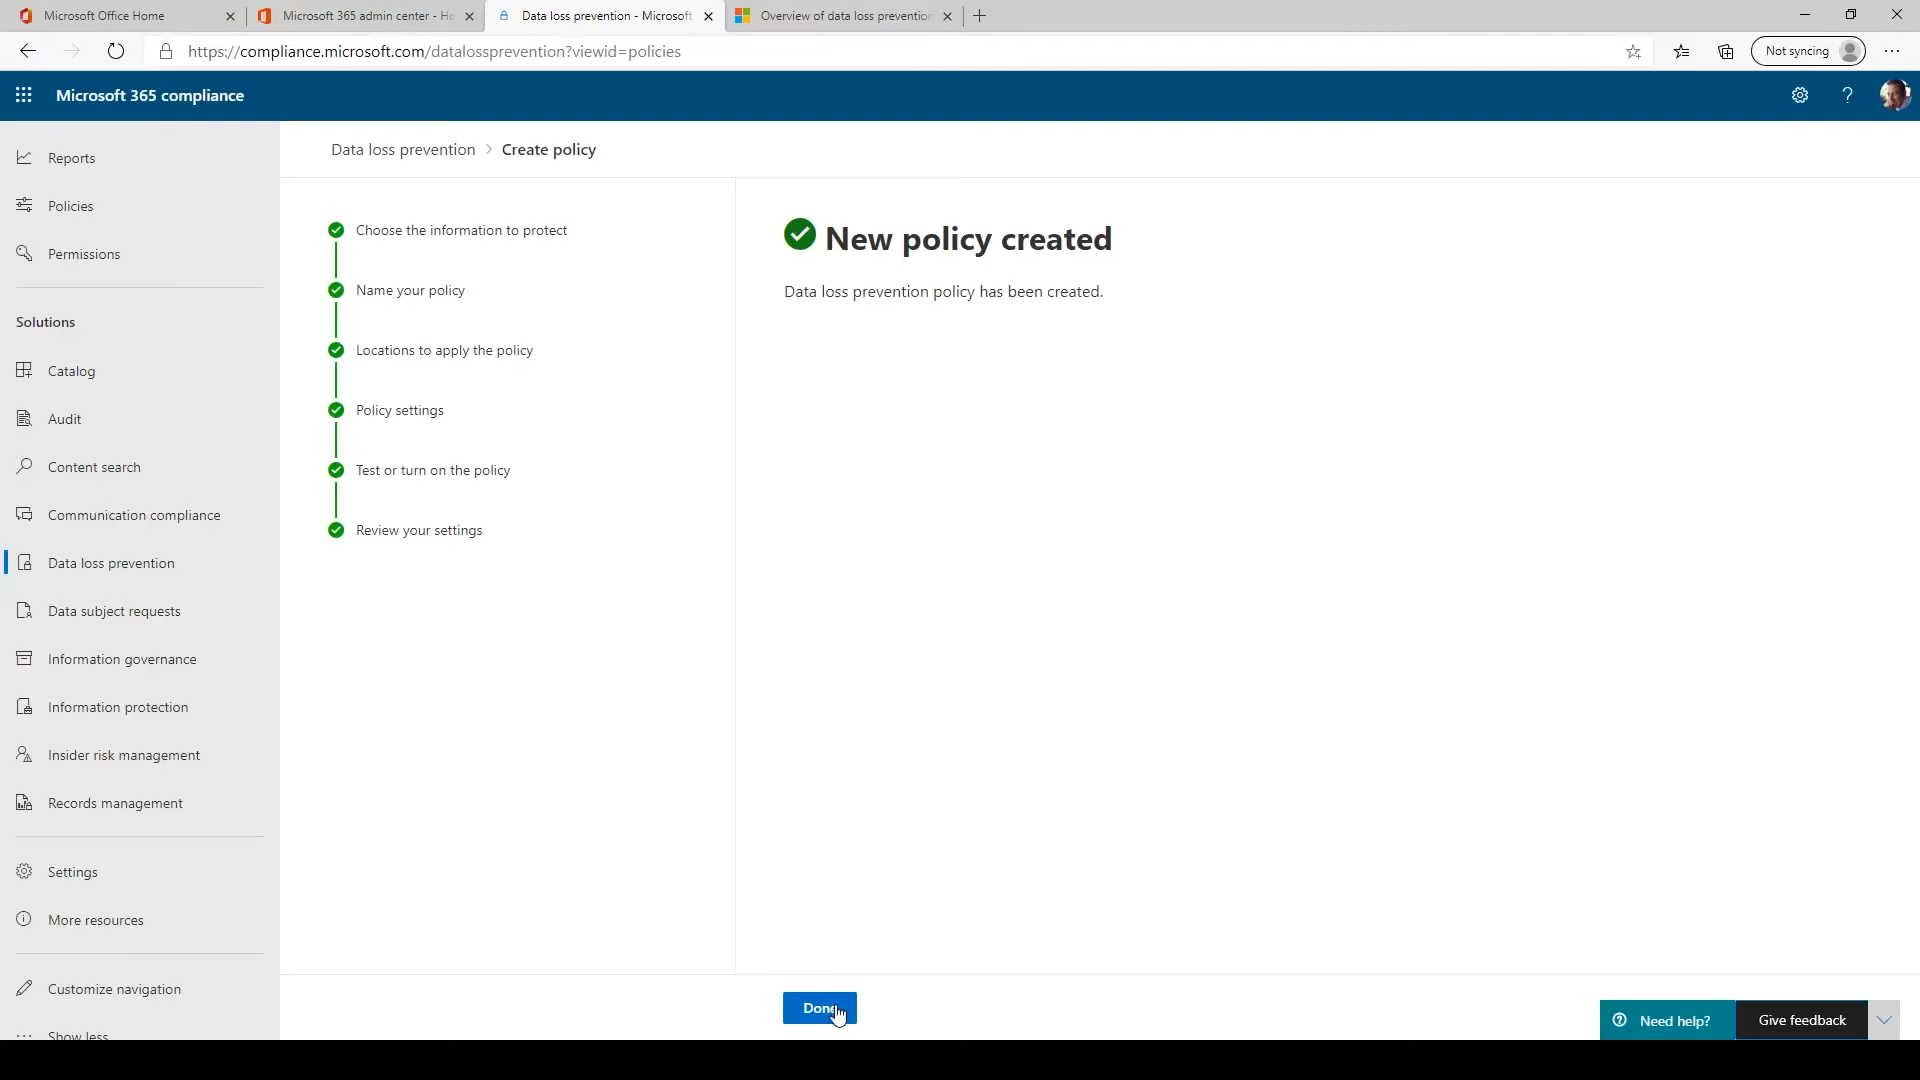 Microsoft Office Home
Microsoft 365 admin center - Ho
Data loss prevention - Microsoft
Overview of data loss prevention
https://compliance.microsoft.com/datalossprevention?viewid=policies
Not syncing
Microsoft 365 compliance
Reports
Policies
Permissions
Solutions
Catalog
Audit
Content search
Communication compliance
Data loss prevention
Data subject requests
Information governance
Information protection
Insider risk management
Records management
Settings
More resources
Customize navigation
Show less
Data loss prevention > Create policy
Choose the information to protect
Name your policy
Locations to apply the policy
Policy settings
Test or turn on the policy
Review your settings
New policy created
Data loss prevention policy has been created.
Done
Need help?
Give feedback